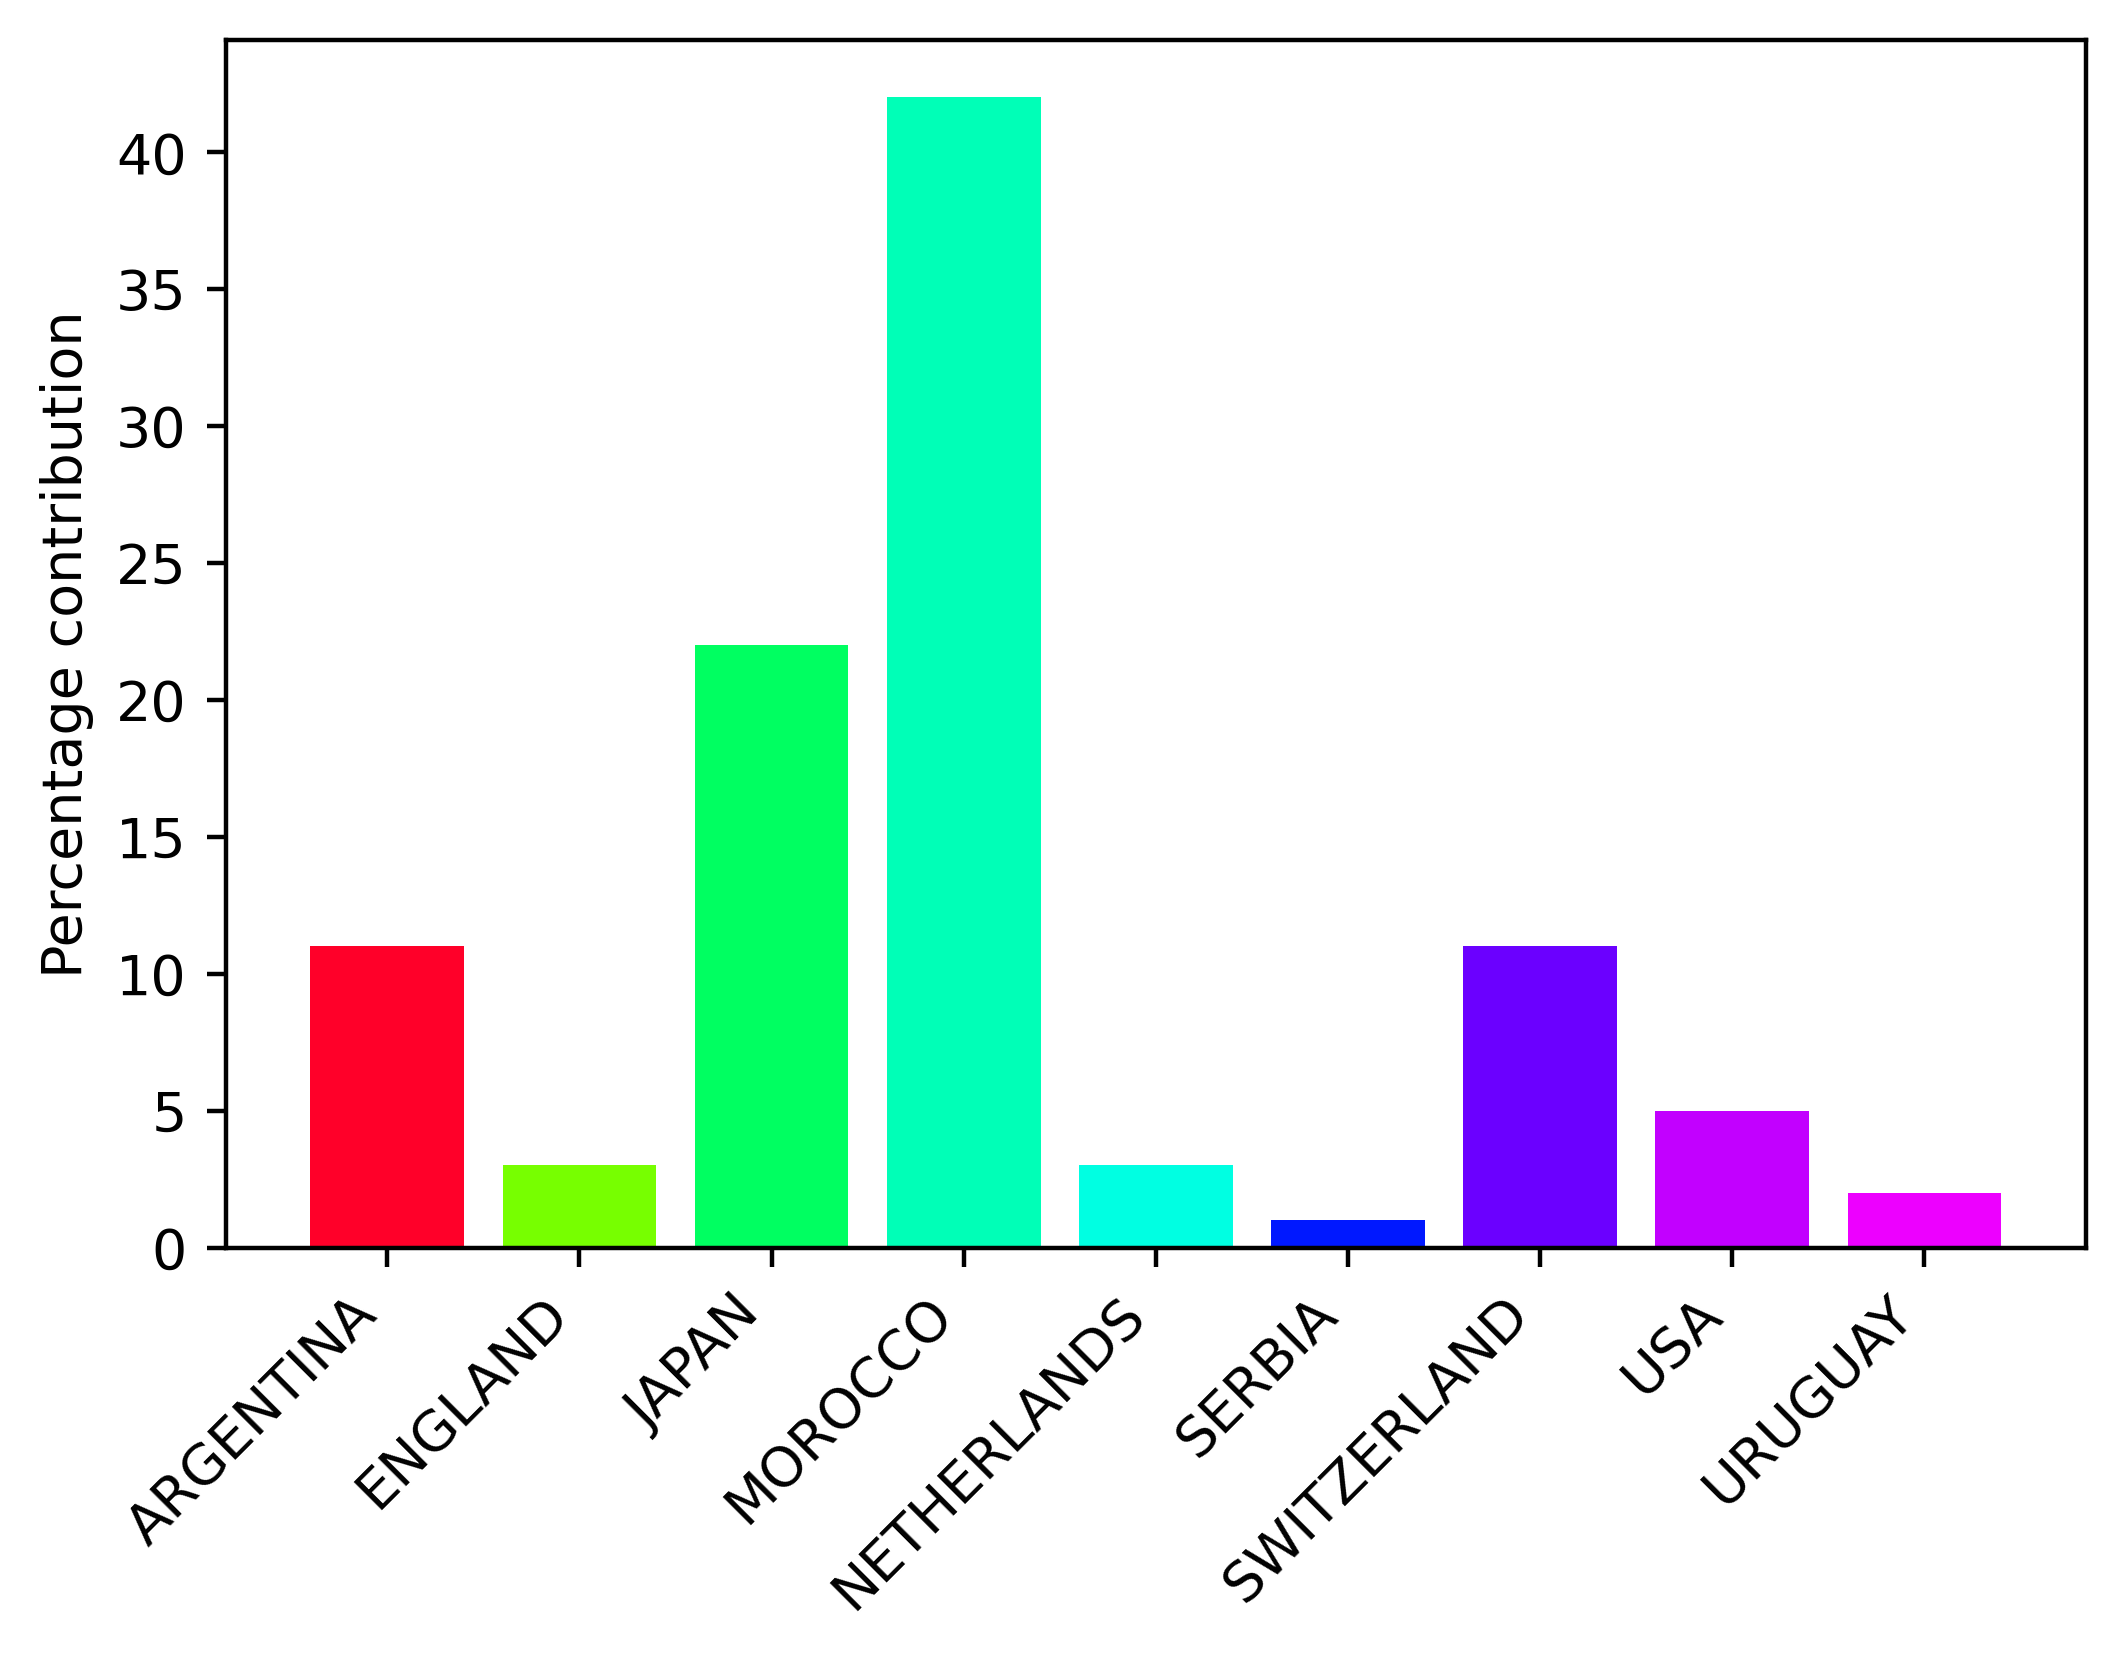 Percentage contribution
40
35
30
25
20
15
10
5
0
ARGENTINA
ENGLAND
JAPAN
MOROCCO
NETHERLANDS
SERBIA
SWITZERLAND
USA
URUGUAY